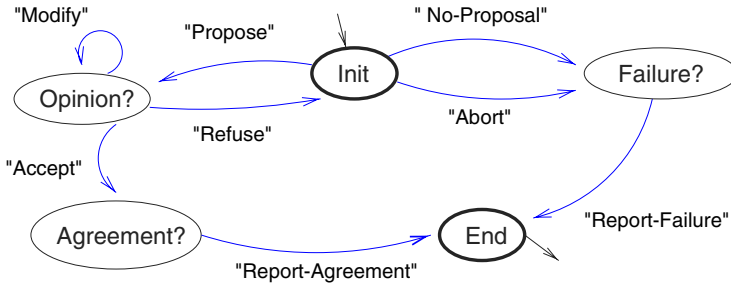 "Modify"
"Propose"
" No-Proposal"
Init
Failure?
Opinion?
"Abort"
"Refuse"
"Accept"
"Report-Failure"
Agreement?
End
"Report-Agreement"